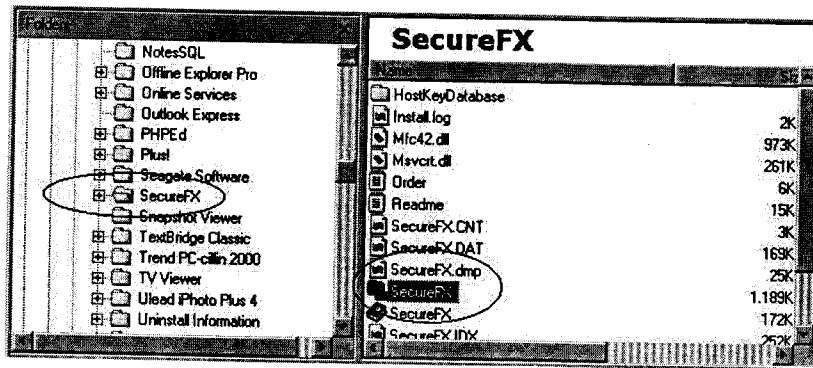 Folders
NotesSQL
Offline Explorer Pro
Online Services
Outlook Express
PHPEd
Plus!
Seagate Software
SecureFX
Snapshot Viewer
TextBridge Classic
Trend PC-cillin 2000
TV Viewer
Ulead iPhoto Plus 4
Uninstall Information
SecureFX
Name Siz
HostKeyDatabase
Install.log 2K
Mfc42.dll 973K
Msvcrt.dll 261K
Order 6K
Readme 15K
SecureFX.CNT 3K
SecureFX.DAT 169K
SecureFX.dmp 25K
SecureFX 1.189K
SecureFX 172K
SecureFX.IDX 252K